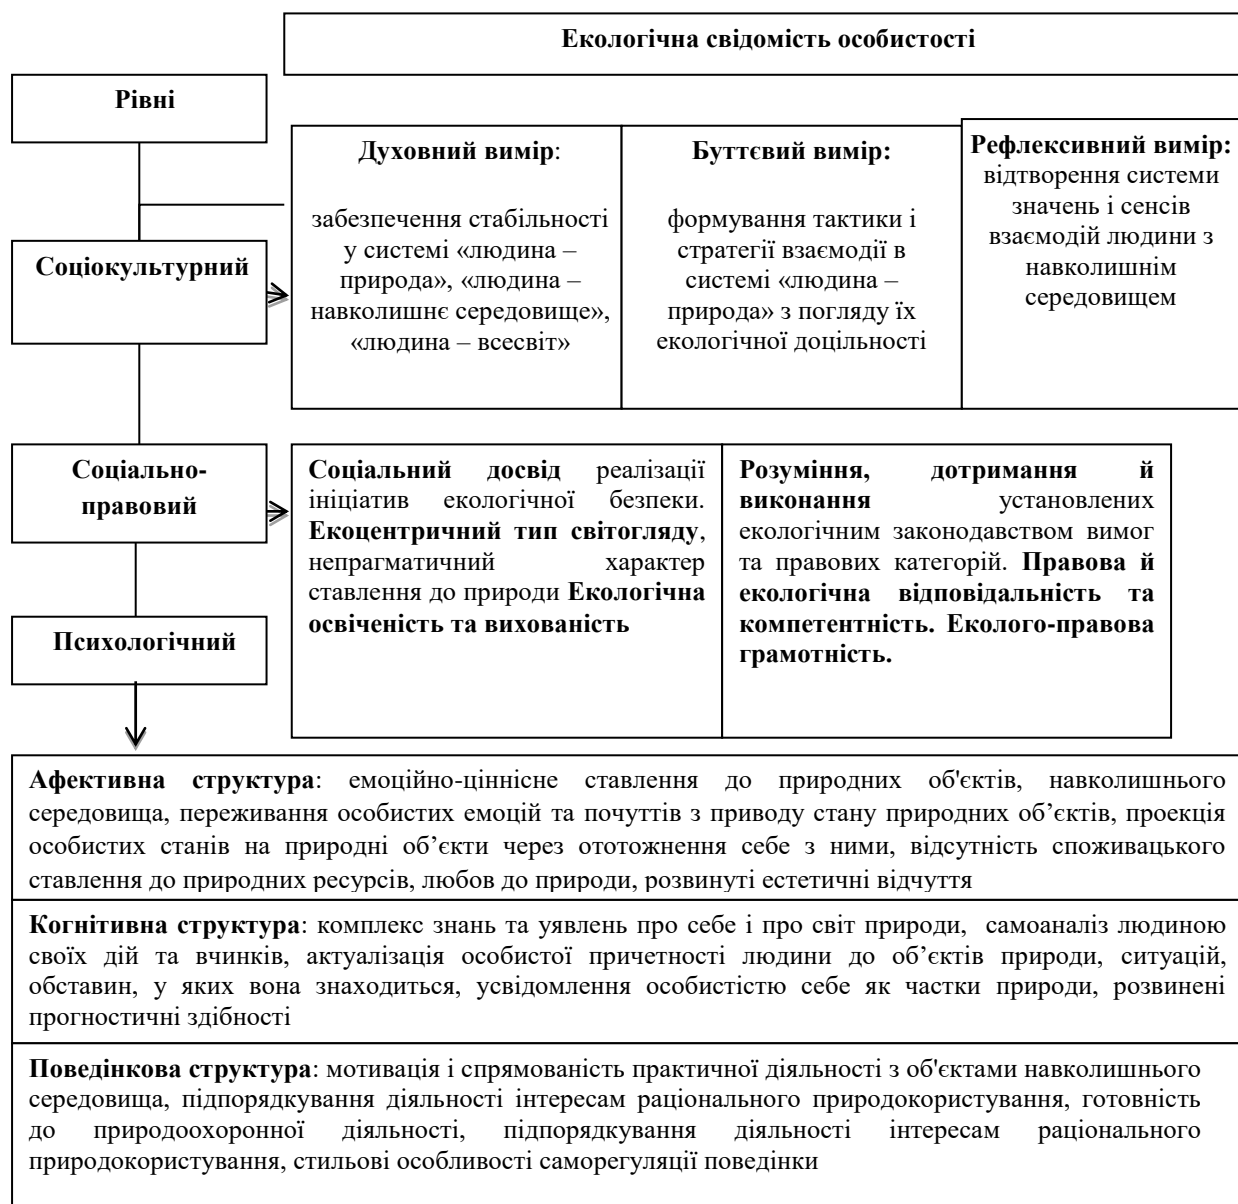 Екологічна свідомість особистості
Рівні
Духовний вимір:
забезпечення стабільності
у системі «людина –
природа», «людина –
навколишнє середовище»,
«людина – всесвіт»
Буттєвий вимір:
формування тактики і
стратегії взаємодії в
системі «людина –
природа» з погляду їх
екологічної доцільності
Рефлексивний вимір:
відтворення системи
значень і сенсів
взаємодій людини з
навколишнім
середовищем
Соціокультурний
Соціально-
правовий
Соціальний досвід реалізації
ініціатив екологічної безпеки.
Екоцентричний тип світогляду,
непрагматичний характер
ставлення до природи Екологічна
освіченість та вихованість
Розуміння, дотримання й
виконання установлених
екологічним законодавством вимог
та правових категорій. Правова й
екологічна відповідальність та
компетентність. Еколого-правова
грамотність.
Психологічний
Афективна структура: емоційно-ціннісне ставлення до природних об'єктів, навколишнього
середовища, переживання особистих емоцій та почуттів з приводу стану природних об’єктів, проекція
особистих станів на природні об’єкти через ототожнення себе з ними, відсутність споживацького
ставлення до природних ресурсів, любов до природи, розвинуті естетичні відчуття
Когнітивна структура: комплекс знань та уявлень про себе і про світ природи, самоаналіз людиною
своїх дій та вчинків, актуалізація особистої причетності людини до об’єктів природи, ситуацій,
обставин, у яких вона знаходиться, усвідомлення особистістю себе як частки природи, розвинені
прогностичні здібності
Поведінкова структура: мотивація і спрямованість практичної діяльності з об'єктами навколишнього
середовища, підпорядкування діяльності інтересам раціонального природокористування, готовність
до природоохоронної діяльності, підпорядкування діяльності інтересам раціонального
природокористування, стильові особливості саморегуляції поведінки